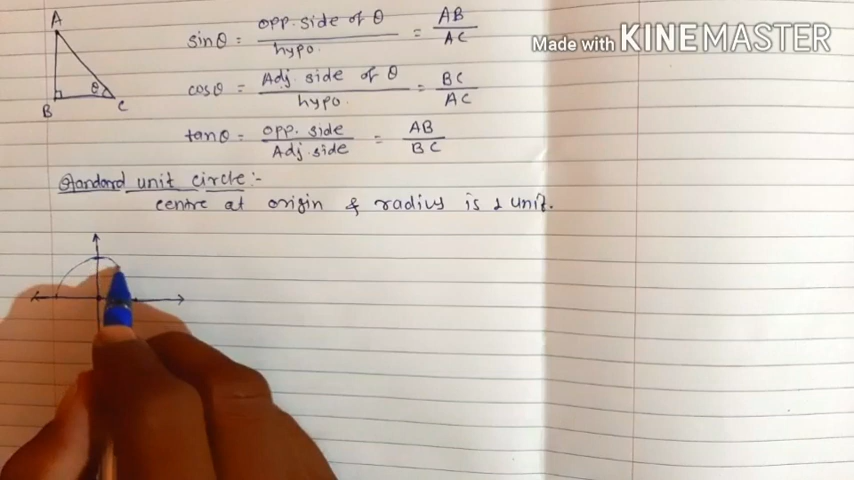 A
B
θ
C
sinθ = opp. side of θ / hypo. = AB / AC
Made with KINEMASTER
cosθ = Adj. side of θ / hypo. = BC / AC
tanθ = opp. side / Adj. side = AB / BC
Standard unit circle:-
centre at origin & radius is 1 unit.